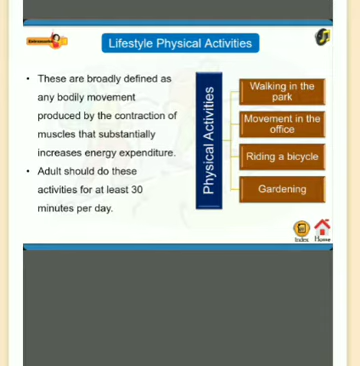 Lifestyle Physical Activities
• These are broadly defined as
any bodily movement
produced by the contraction of
muscles that substantially
increases energy expenditure.
• Adult should do these
activities for at least 30
minutes per day.
Physical Activities
Walking in the
park
Movement in the
office
Riding a bicycle
Gardening
Index
Home